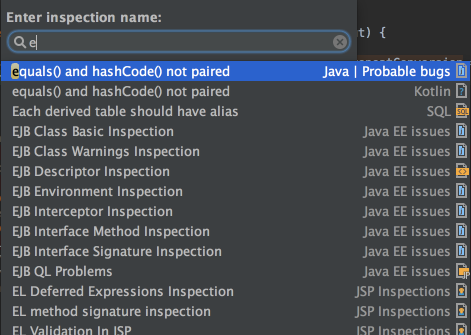 Enter inspection name:
t) {
e
equals() and hashCode() not paired Java | Probable bugs
equals() and hashCode() not paired Kotlin
Each derived table should have alias SQL
EJB Class Basic Inspection Java EE issues
EJB Class Warnings Inspection Java EE issues
EJB Descriptor Inspection Java EE issues
EJB Environment Inspection Java EE issues
EJB Interceptor Inspection Java EE issues
EJB Interface Method Inspection Java EE issues
EJB Interface Signature Inspection Java EE issues
EJB QL Problems Java EE issues
EL Deferred Expressions Inspection JSP Inspections
EL method signature inspection JSP Inspections
EL Validation In JSP JSP Inspections